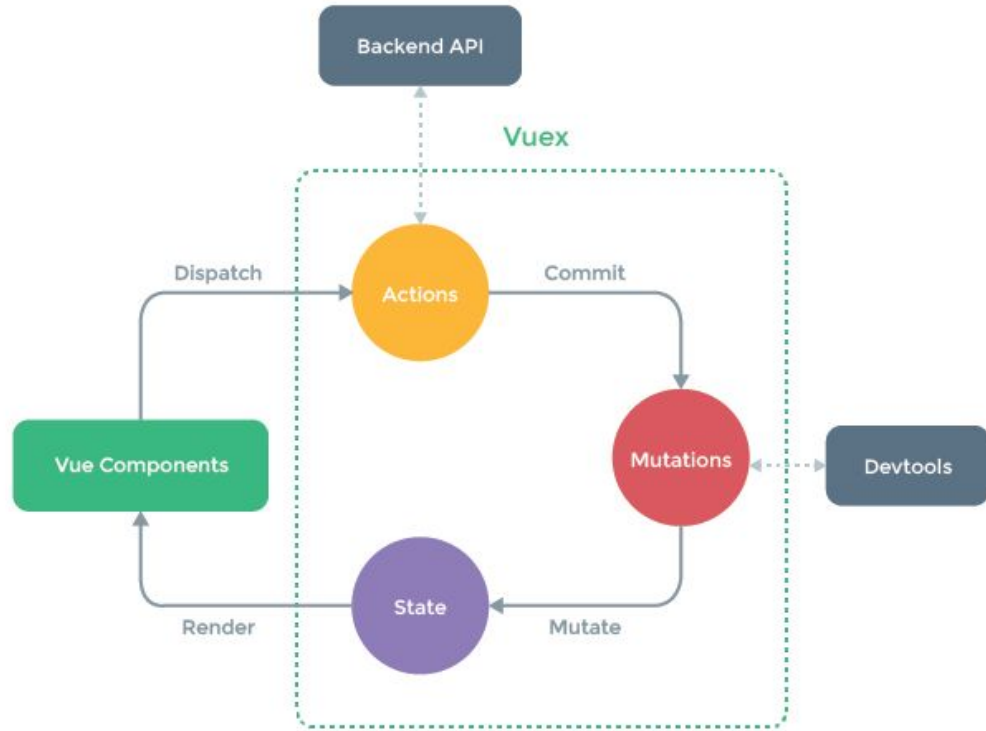 Backend API
Vuex
Dispatch
Commit
Actions
Vue Components
Mutations
Devtools
State
Render
Mutate